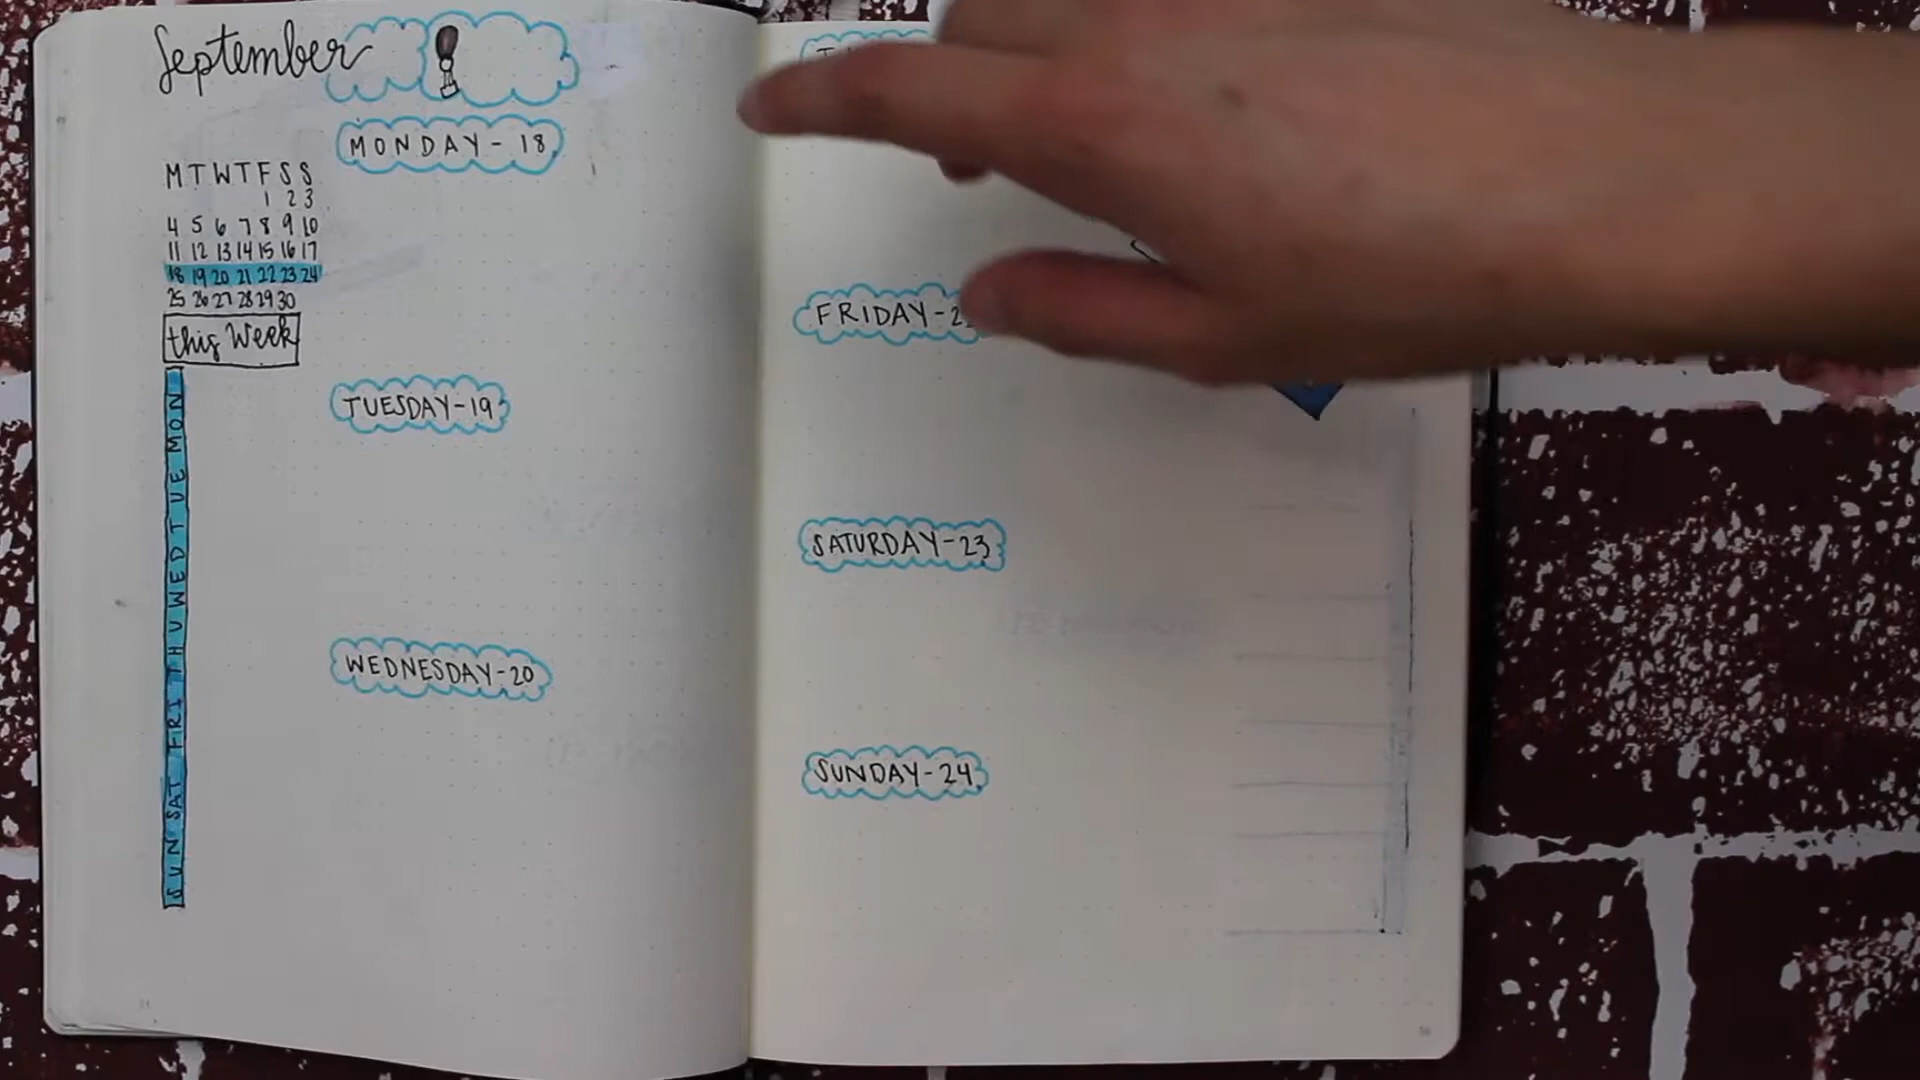 September
MONDAY-18
M T W T F S S
1 2 3
4 5 6 7 8 9 10
11 12 13 14 15 16 17
18 19 20 21 22 23 24
25 26 27 28 29 30
this Week
SUN SAT FRI THU WED TUE MON
TUESDAY-19
WEDNESDAY-20
FRIDAY-
SATURDAY-23
SUNDAY-24